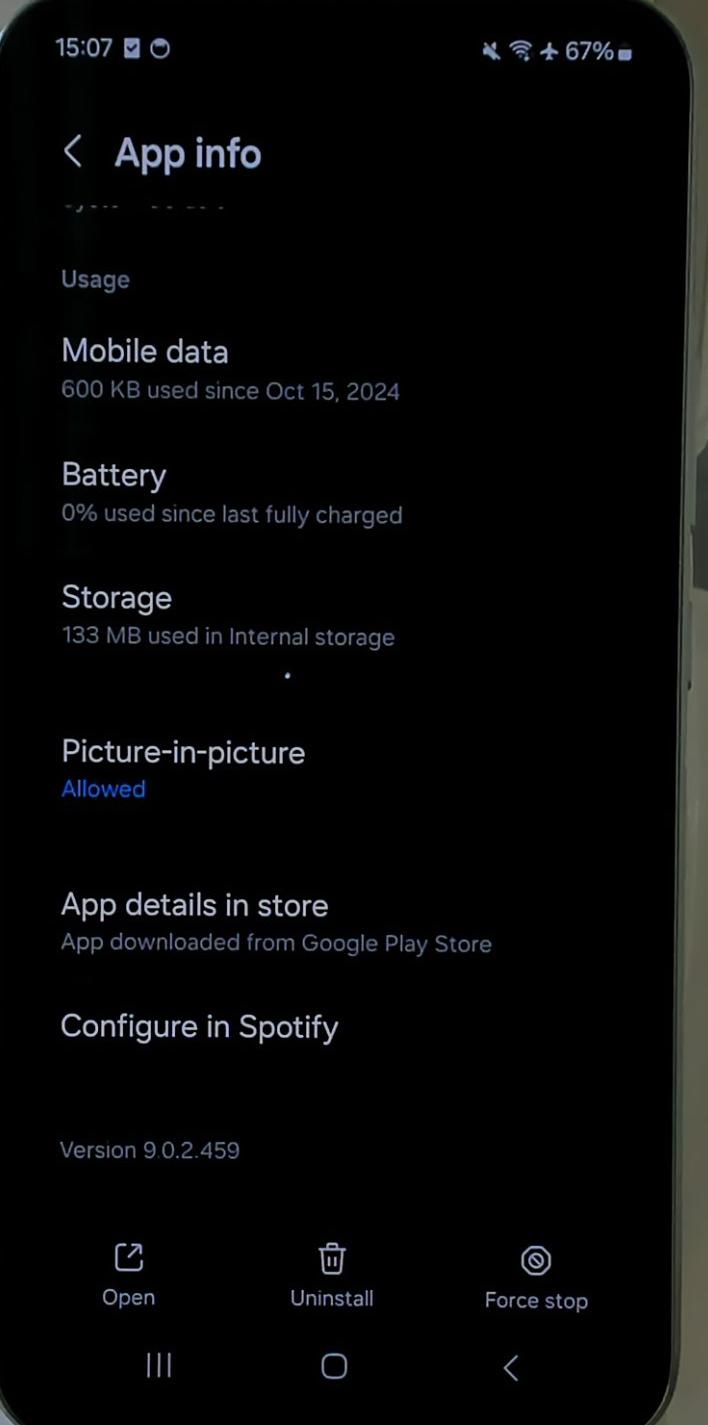 15:07
67%
App info
Usage
Mobile data
600 KB used since Oct 15, 2024
Battery
0% used since last fully charged
Storage
133 MB used in Internal storage
Picture-in-picture
Allowed
App details in store
App downloaded from Google Play Store
Configure in Spotify
Version 9.0.2.459
Open
Uninstall
Force stop